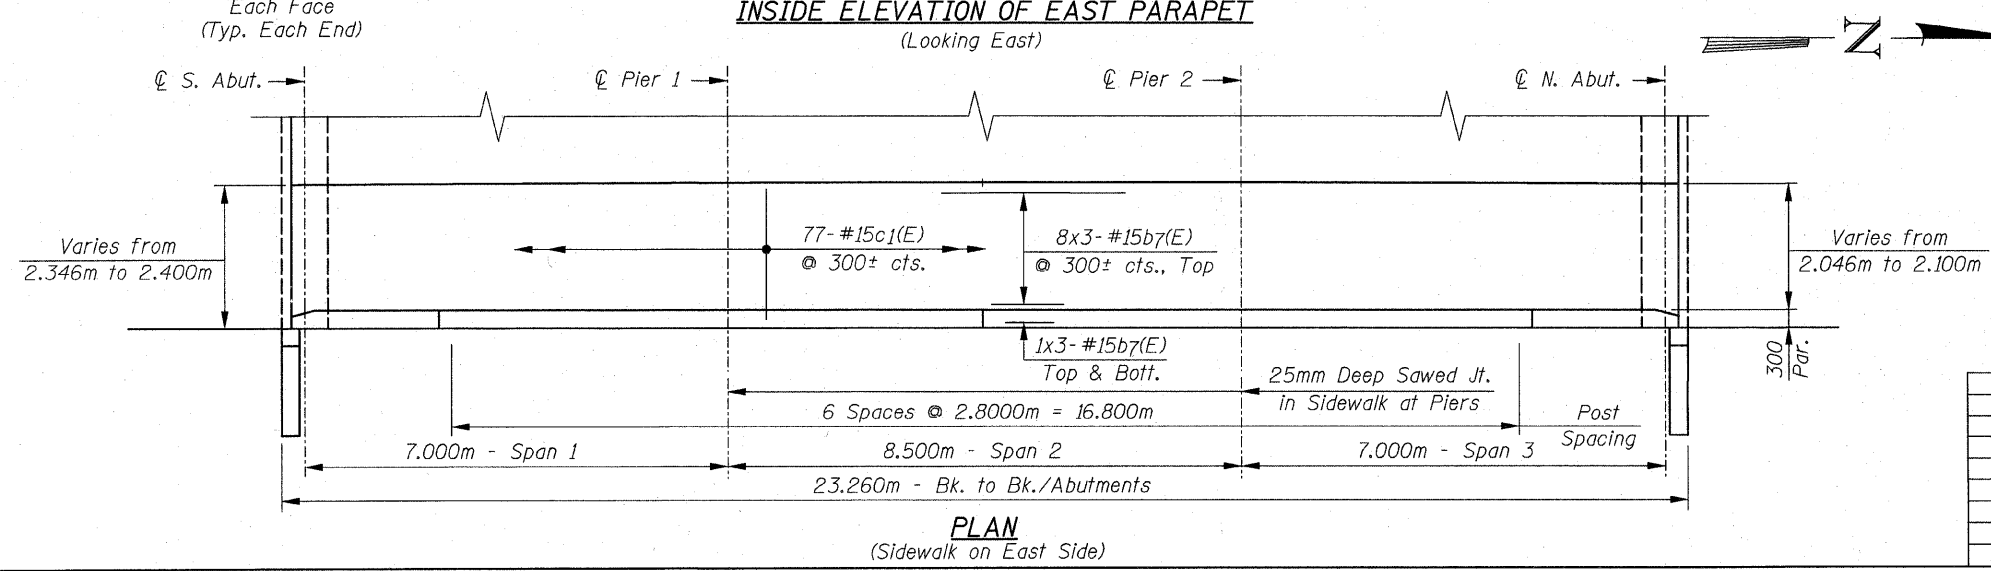 Each Face
(Typ. Each End)
INSIDE ELEVATION OF EAST PARAPET
(Looking East)
N
℄ S. Abut.
℄ Pier 1
℄ Pier 2
℄ N. Abut.
Varies from
2.346m to 2.400m
77-#15c1(E)
@ 300± cts.
8x3-#15b7(E)
@ 300± cts., Top
Varies from
2.046m to 2.100m
1x3-#15b7(E)
Top & Bott.
300
Par.
25mm Deep Sawed Jt.
in Sidewalk at Piers
6 Spaces @ 2.8000m = 16.800m
Post
Spacing
7.000m - Span 1
8.500m - Span 2
7.000m - Span 3
23.260m - Bk. to Bk./Abutments
PLAN
(Sidewalk on East Side)